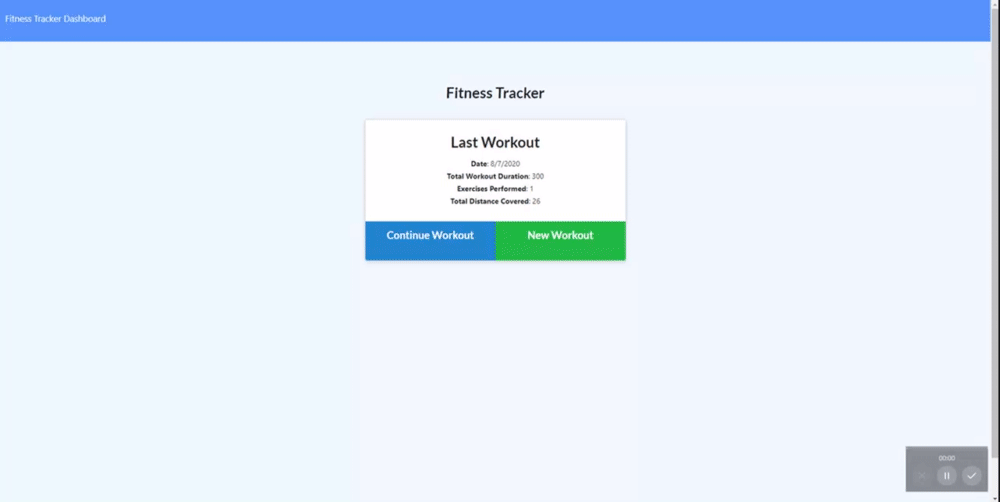 Fitness Tracker Dashboard
Fitness Tracker
Last Workout
Date: 8/7/2020
Total Workout Duration: 300
Exercises Performed: 1
Total Distance Covered: 26
Continue Workout New Workout
00:00